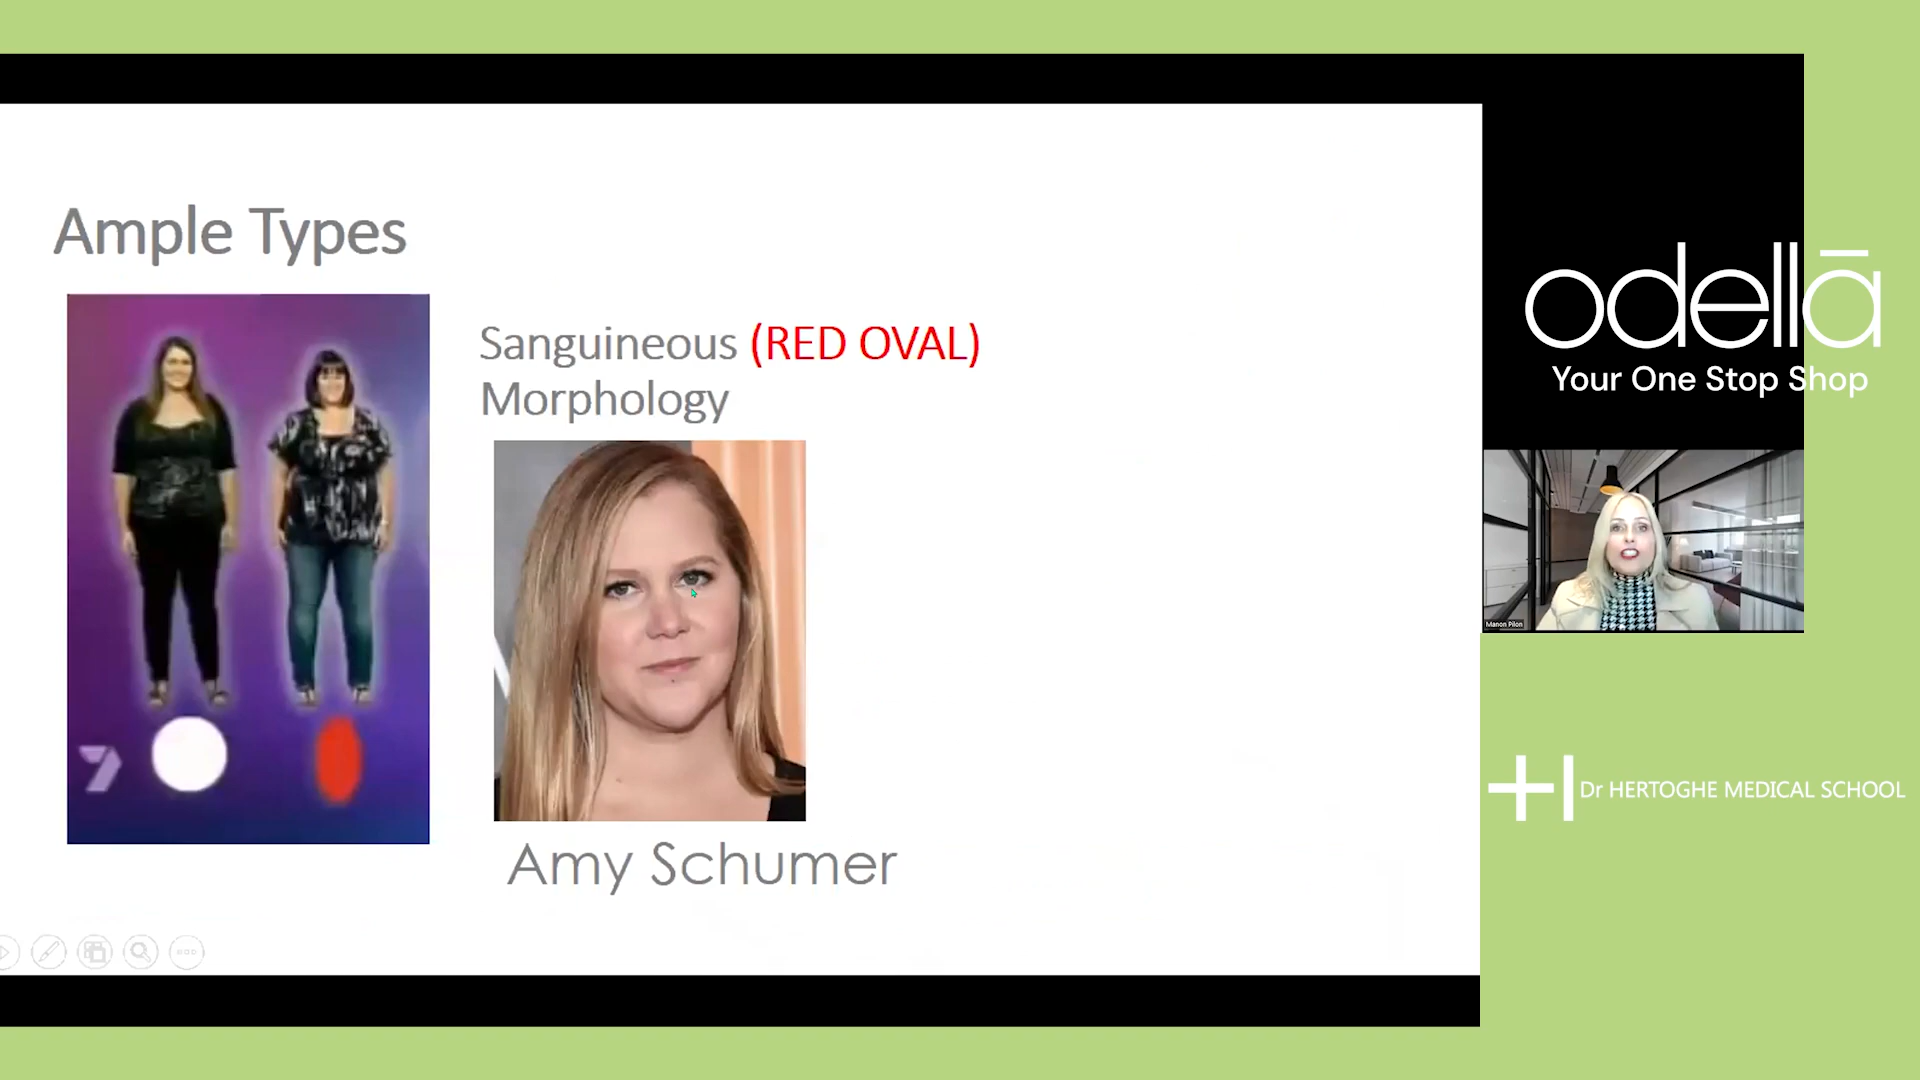 Ample Types
Sanguineous (RED OVAL)
Morphology
Amy Schumer
odellā
Your One Stop Shop
Manon Pilon
Dr HERTOGHE MEDICAL SCHOOL